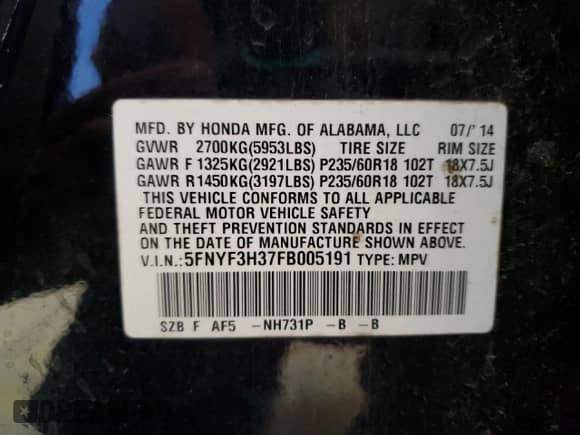 MFD. BY HONDA MFG. OF ALABAMA, LLC 07/'14
GVWR 2700KG(5953LBS) TIRE SIZE RIM SIZE
GAWR F 1325KG(2921LBS) P235/60R18 102T 18X7.5J
GAWR R1450KG(3197LBS) P235/60R18 102T 18X7.5J
THIS VEHICLE CONFORMS TO ALL APPLICABLE
FEDERAL MOTOR VEHICLE SAFETY
AND THEFT PREVENTION STANDARDS IN EFFECT
ON THE DATE OF MANUFACTURE SHOWN ABOVE.
V.I.N.: 5FNYF3H37FB005191 TYPE: MPV
SZB F AF5 -NH731P -B -B